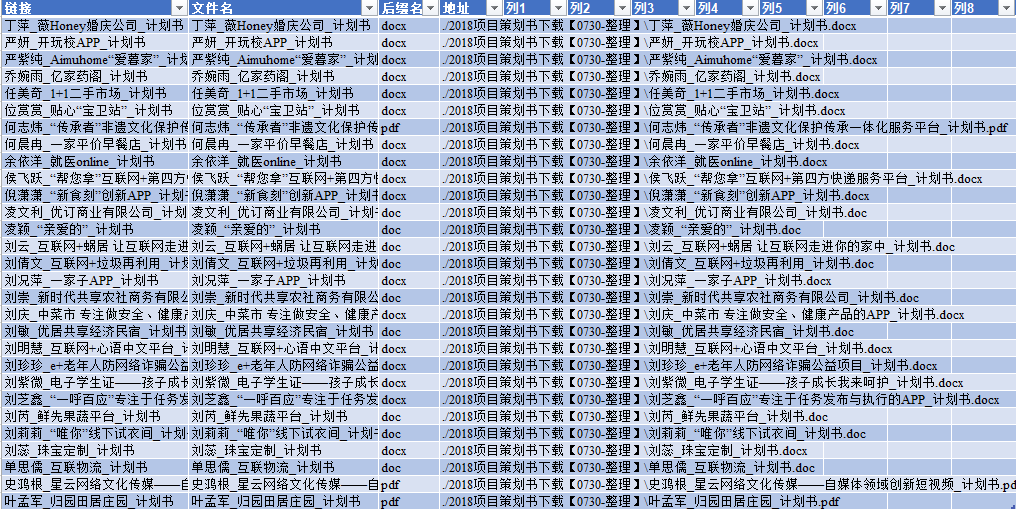 链接 文件名 后缀名 地址 列1 列2 列3 列4 列5 列6 列7 列8
丁萍_薇Honey婚庆公司_计划书 丁萍_薇Honey婚庆公司_计划书 docx ./2018项目策划书下载【0730-整理】\丁萍_薇Honey婚庆公司_计划书.docx
严妍_开玩校APP_计划书 严妍_开玩校APP_计划书 docx ./2018项目策划书下载【0730-整理】\严妍_开玩校APP_计划书.docx
严紫纯_Aimuhome“爱暮家”_计划 严紫纯_Aimuhome“爱暮家”_计划 docx ./2018项目策划书下载【0730-整理】\严紫纯_Aimuhome“爱暮家”_计划书.docx
乔婉雨_亿家药阁_计划书 乔婉雨_亿家药阁_计划书 docx ./2018项目策划书下载【0730-整理】\乔婉雨_亿家药阁_计划书.docx
任美奇_1+1二手市场_计划书 任美奇_1+1二手市场_计划书 docx ./2018项目策划书下载【0730-整理】\任美奇_1+1二手市场_计划书.docx
位赏赏_贴心“宝卫站”_计划书 位赏赏_贴心“宝卫站”_计划书 docx ./2018项目策划书下载【0730-整理】\位赏赏_贴心“宝卫站”_计划书.docx
何志炜_“传承者”非遗文化保护传 何志炜_“传承者”非遗文化保护传 pdf ./2018项目策划书下载【0730-整理】\何志炜_“传承者”非遗文化保护传承一体化服务平台_计划书.pdf
何晨冉_一家平价早餐店_计划书 何晨冉_一家平价早餐店_计划书 docx ./2018项目策划书下载【0730-整理】\何晨冉_一家平价早餐店_计划书.docx
余依洋_就医online_计划书 余依洋_就医online_计划书 docx ./2018项目策划书下载【0730-整理】\余依洋_就医online_计划书.docx
侯飞跃_“帮您拿”互联网+第四方 侯飞跃_“帮您拿”互联网+第四方 docx ./2018项目策划书下载【0730-整理】\侯飞跃_“帮您拿”互联网+第四方快递服务平台_计划书.docx
倪潇潇_“新食刻”创新APP_计划书 倪潇潇_“新食刻”创新APP_计划书 docx ./2018项目策划书下载【0730-整理】\倪潇潇_“新食刻”创新APP_计划书.docx
凌文利_优订商业有限公司_计划 凌文利_优订商业有限公司_计划 doc ./2018项目策划书下载【0730-整理】\凌文利_优订商业有限公司_计划书.doc
凌颖_“亲爱的”_计划书 凌颖_“亲爱的”_计划书 doc ./2018项目策划书下载【0730-整理】\凌颖_“亲爱的”_计划书.doc
刘云_互联网+蜗居 让互联网走进 刘云_互联网+蜗居 让互联网走进 doc ./2018项目策划书下载【0730-整理】\刘云_互联网+蜗居 让互联网走进你的家中_计划书.doc
刘倩文_互联网+垃圾再利用_计划 刘倩文_互联网+垃圾再利用_计划 doc ./2018项目策划书下载【0730-整理】\刘倩文_互联网+垃圾再利用_计划书.doc
刘况萍_一家子APP_计划书 刘况萍_一家子APP_计划书 docx ./2018项目策划书下载【0730-整理】\刘况萍_一家子APP_计划书.docx
刘崇_新时代共享农社商务有限公 刘崇_新时代共享农社商务有限公 doc ./2018项目策划书下载【0730-整理】\刘崇_新时代共享农社商务有限公司_计划书.doc
刘庆_中菜市 专注做安全、健康产 刘庆_中菜市 专注做安全、健康产 docx ./2018项目策划书下载【0730-整理】\刘庆_中菜市 专注做安全、健康产品的APP_计划书.docx
刘敏_优居共享经济民宿_计划书 刘敏_优居共享经济民宿_计划书 docx ./2018项目策划书下载【0730-整理】\刘敏_优居共享经济民宿_计划书.docx
刘明慧_互联网+心语中文平台_计 刘明慧_互联网+心语中文平台_计 docx ./2018项目策划书下载【0730-整理】\刘明慧_互联网+心语中文平台_计划书.docx
刘珍珍_e+老年人防网络诈骗公益 刘珍珍_e+老年人防网络诈骗公益 docx ./2018项目策划书下载【0730-整理】\刘珍珍_e+老年人防网络诈骗公益项目_计划书.docx
刘紫微_电子学生证——孩子成长 刘紫微_电子学生证——孩子成长 docx ./2018项目策划书下载【0730-整理】\刘紫微_电子学生证——孩子成长我来呵护_计划书.docx
刘芝鑫_“一呼百应”专注于任务发 刘芝鑫_“一呼百应”专注于任务发 docx ./2018项目策划书下载【0730-整理】\刘芝鑫_“一呼百应”专注于任务发布与执行的APP_计划书.docx
刘芮_鲜先果蔬平台_计划书 刘芮_鲜先果蔬平台_计划书 doc ./2018项目策划书下载【0730-整理】\刘芮_鲜先果蔬平台_计划书.doc
刘莉莉_“唯你”线下试衣间_计划 刘莉莉_“唯你”线下试衣间_计划 doc ./2018项目策划书下载【0730-整理】\刘莉莉_“唯你”线下试衣间_计划书.doc
刘蕊_珠宝定制_计划书 刘蕊_珠宝定制_计划书 docx ./2018项目策划书下载【0730-整理】\刘蕊_珠宝定制_计划书.docx
单思儒_互联物流_计划书 单思儒_互联物流_计划书 doc ./2018项目策划书下载【0730-整理】\单思儒_互联物流_计划书.doc
史鸿根_星云网络文化传媒——自 史鸿根_星云网络文化传媒——自 pdf ./2018项目策划书下载【0730-整理】\史鸿根_星云网络文化传媒——自媒体领域创新短视频_计划书.pd
叶孟军_归园田居庄园_计划书 叶孟军_归园田居庄园_计划书 pdf ./2018项目策划书下载【0730-整理】\叶孟军_归园田居庄园_计划书.pdf